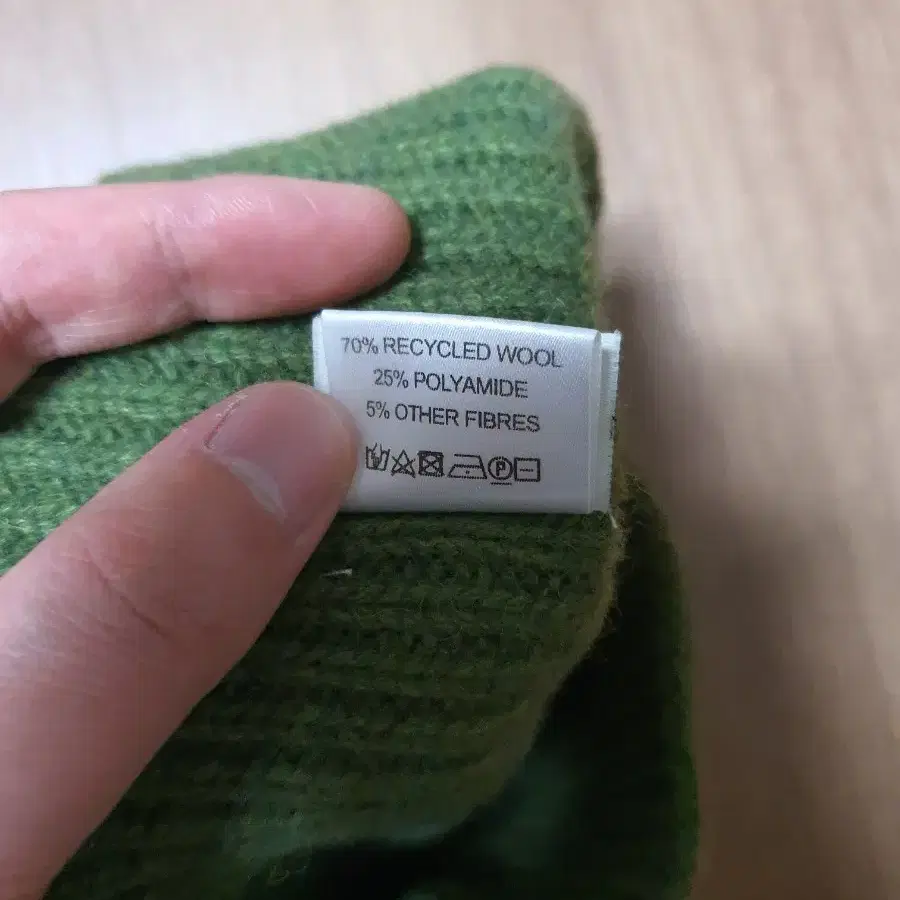 70% RECYCLED WOOL
25% POLYAMIDE
5% OTHER FIBRES
P